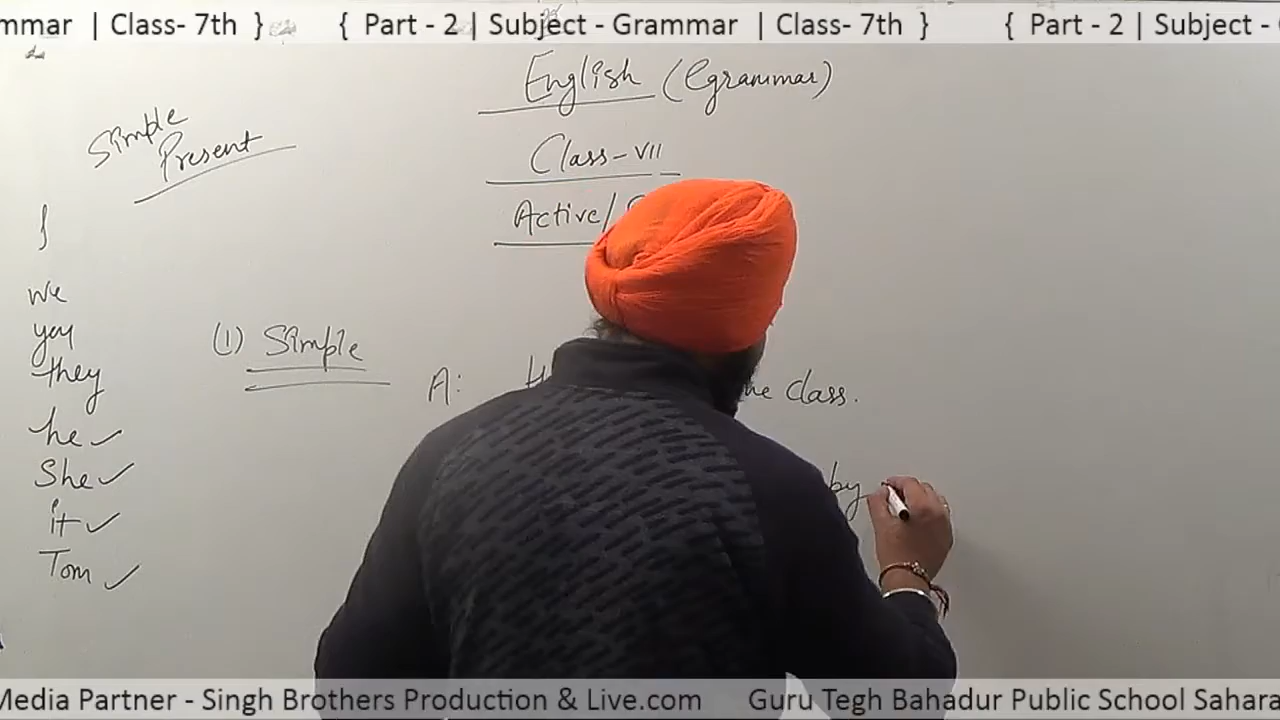 mmar | Class- 7th } { Part - 2 | Subject - Grammar | Class- 7th } { Part - 2 | Subject -
English (Grammar)
Simple
Present
Class-VII
Active/
I
we
you
they
he ✓
She ✓
it ✓
Tom ✓
(1) Simple
A: class.
by
Media Partner - Singh Brothers Production & Live.com Guru Tegh Bahadur Public School Sahara